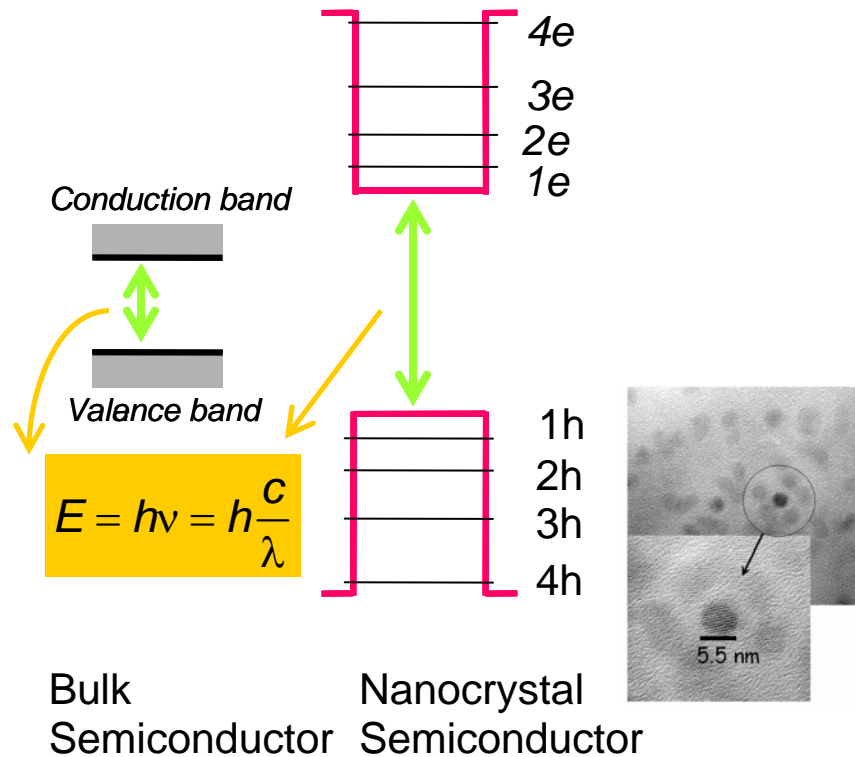 4e
3e
2e
1e
Conduction band
Valance band
1h
2h
3h
4h
E = hν = h c/λ
5.5 nm
Bulk
Semiconductor
Nanocrystal
Semiconductor